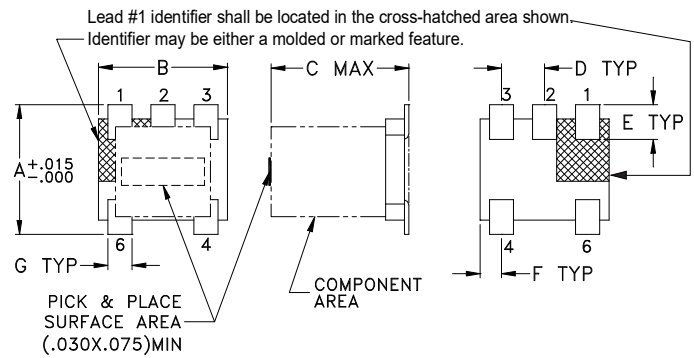 Lead #1 identifier shall be located in the cross-hatched area shown.
Identifier may be either a molded or marked feature.
B
C MAX
D TYP
1 2 3
3 2 1
E TYP
A +.015
-.000
6 4
4 6
G TYP
F TYP
COMPONENT
AREA
PICK & PLACE
SURFACE AREA
(.030X.075)MIN